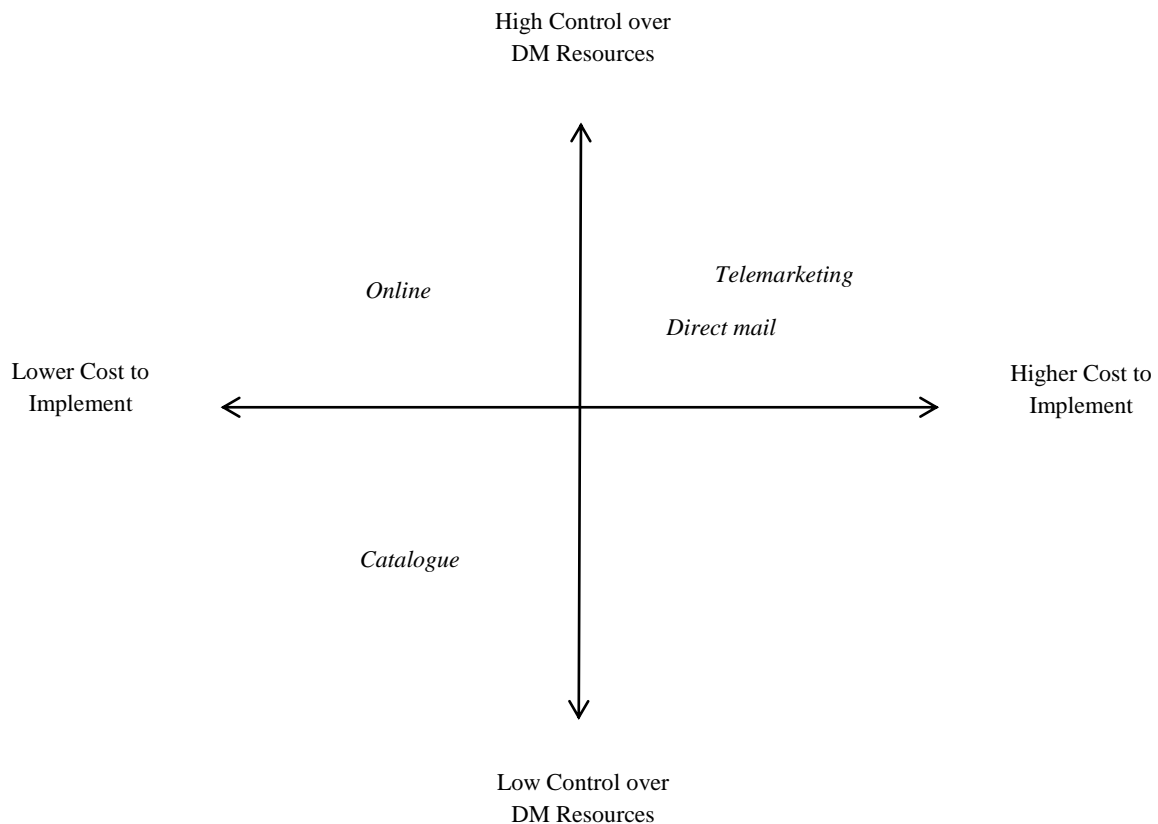 High Control over
DM Resources
Online
Telemarketing
Direct mail
Lower Cost to
Implement
Higher Cost to
Implement
Catalogue
Low Control over
DM Resources